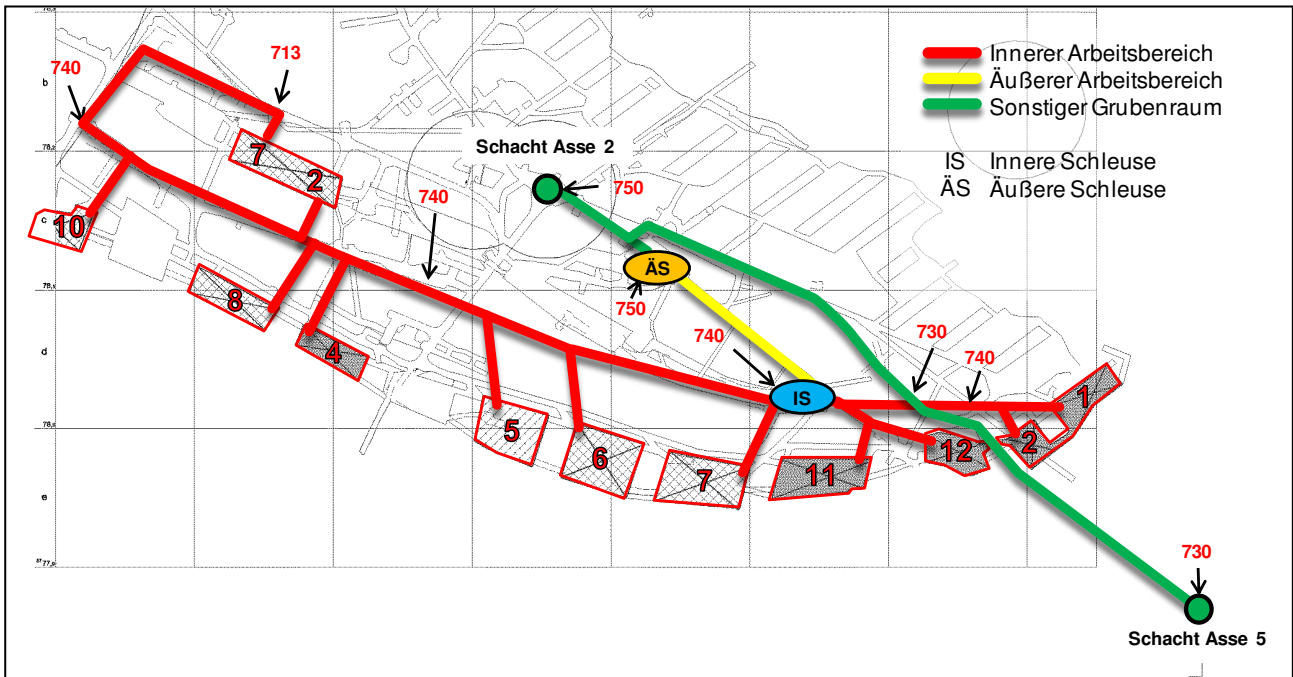 713
740
b
Innerer Arbeitsbereich
Äußerer Arbeitsbereich
Sonstiger Grubenraum
IS Innere Schleuse
ÄS Äußere Schleuse
Schacht Asse 2
750
7
2
740
c
10
ÄS
750
8
740
730
740
4
d
IS
1
5
6
7
11
12
2
e
730
Schacht Asse 5